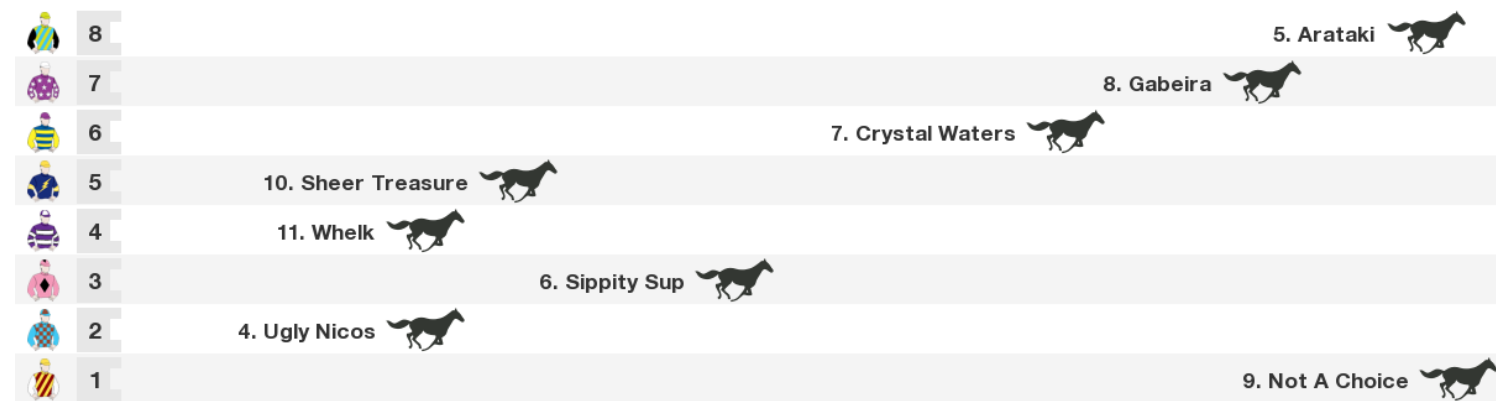 8 5. Arataki
7 8. Gabeira
6 7. Crystal Waters
5 10. Sheer Treasure
4 11. Whelk
3 6. Sippity Sup
2 4. Ugly Nicos
1 9. Not A Choice